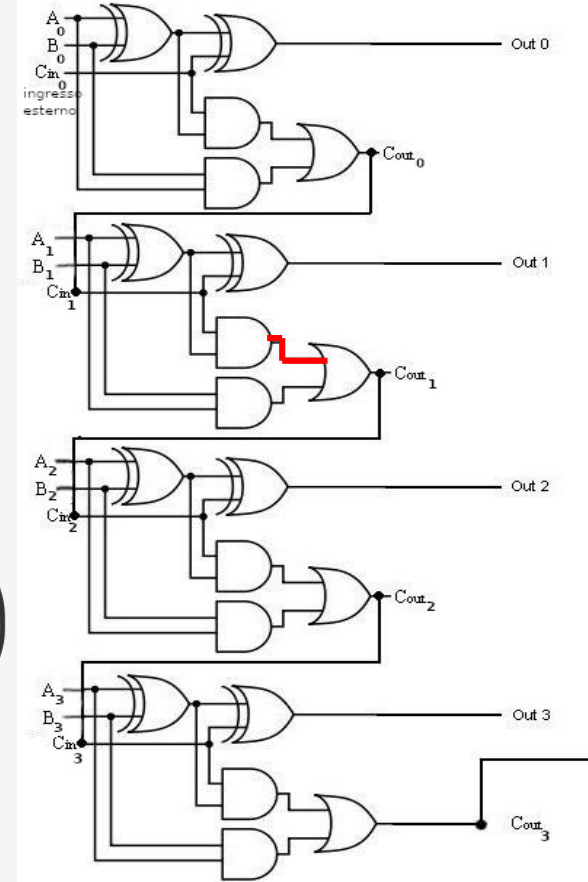 A0
B0
Cin0
ingresso
esterno
Out 0
Cout0
A1
B1
Cin1
Out 1
Cout1
A2
B2
Cin2
Out 2
Cout2
A3
B3
Cin3
Out 3
Cout3